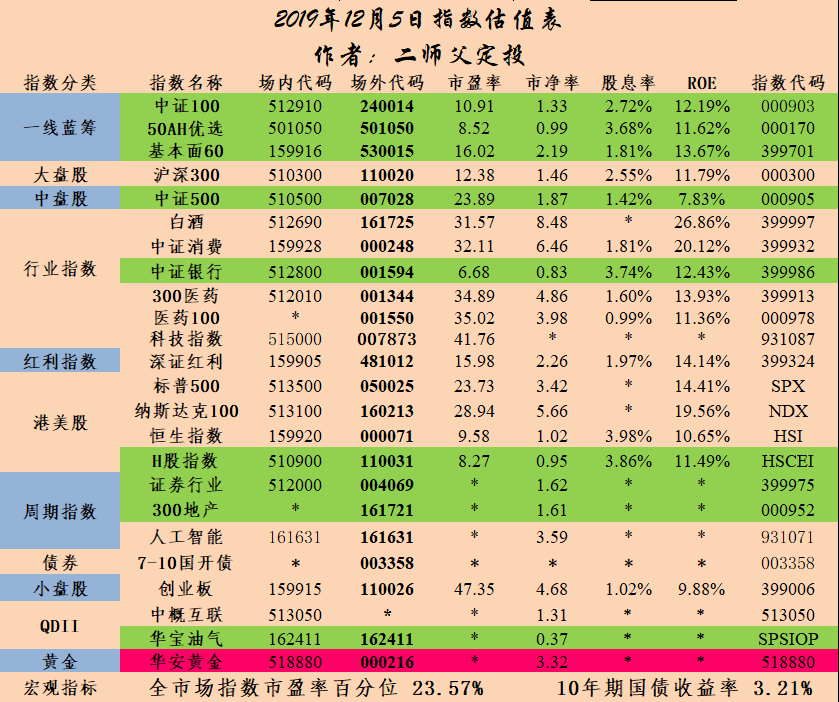 2019年12月5日指数估值表
作者：二师父定投
指数分类 指数名称 场内代码 场外代码 市盈率 市净率 股息率 ROE 指数代码
一线蓝筹 中证100 512910 240014 10.91 1.33 2.72% 12.19% 000903
50AH优选 501050 501050 8.52 0.99 3.68% 11.62% 000170
基本面60 159916 530015 16.02 2.19 1.81% 13.67% 399701
大盘股 沪深300 510300 110020 12.38 1.46 2.55% 11.79% 000300
中盘股 中证500 510500 007028 23.89 1.87 1.42% 7.83% 000905
行业指数 白酒 512690 161725 31.57 8.48 * 26.86% 399997
中证消费 159928 000248 32.11 6.46 1.81% 20.12% 399932
中证银行 512800 001594 6.68 0.83 3.74% 12.43% 399986
300医药 512010 001344 34.89 4.86 1.60% 13.93% 399913
医药100 * 001550 35.02 3.98 0.99% 11.36% 000978
科技指数 515000 007873 41.76 * * * 931087
红利指数 深证红利 159905 481012 15.98 2.26 1.97% 14.14% 399324
港美股 标普500 513500 050025 23.73 3.42 * 14.41% SPX
纳斯达克100 513100 160213 28.94 5.66 * 19.56% NDX
恒生指数 159920 000071 9.58 1.02 3.98% 10.65% HSI
H股指数 510900 110031 8.27 0.95 3.86% 11.49% HSCEI
周期指数 证券行业 512000 004069 * 1.62 * * 399975
300地产 * 161721 * 1.61 * * 000952
人工智能 161631 161631 * 3.59 * * 931071
债券 7-10国开债 * 003358 * * * * 003358
小盘股 创业板 159915 110026 47.35 4.68 1.02% 9.88% 399006
QDII 中概互联 513050 * * 1.31 * * 513050
华宝油气 162411 162411 * 0.37 * * SPSIOP
黄金 华安黄金 518880 000216 * 3.32 * * 518880
宏观指标 全市场指数市盈率百分位 23.57% 10年期国债收益率 3.21%